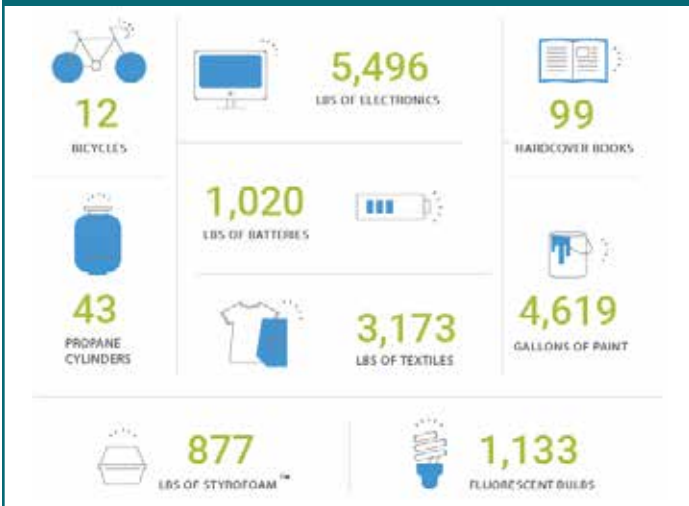 12
BICYCLES
5,496
LBS OF ELECTRONICS
99
HARDCOVER BOOKS
1,020
LBS OF BATTERIES
43
PROPANE
CYLINDERS
3,173
LBS OF TEXTILES
4,619
GALLONS OF PAINT
877
LBS OF STYROFOAM™
1,133
FLUORESCENT BULBS